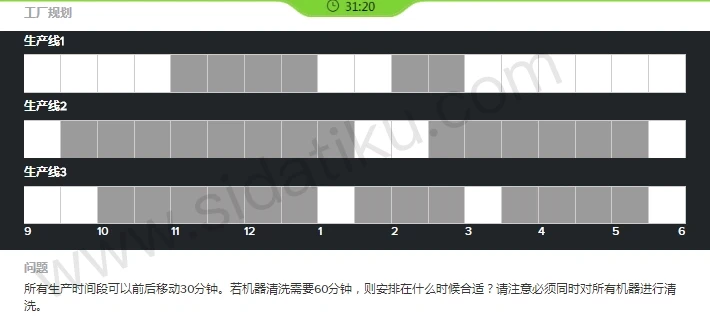 31:20
工厂规划
生产线1
生产线2
生产线3
9 10 11 12 1 2 3 4 5 6
www.sidatiku.com
问题
所有生产时间段可以前后移动30分钟。若机器清洗需要60分钟，则安排在什么时候合适？请注意必须同时对所有机器进行清
洗。